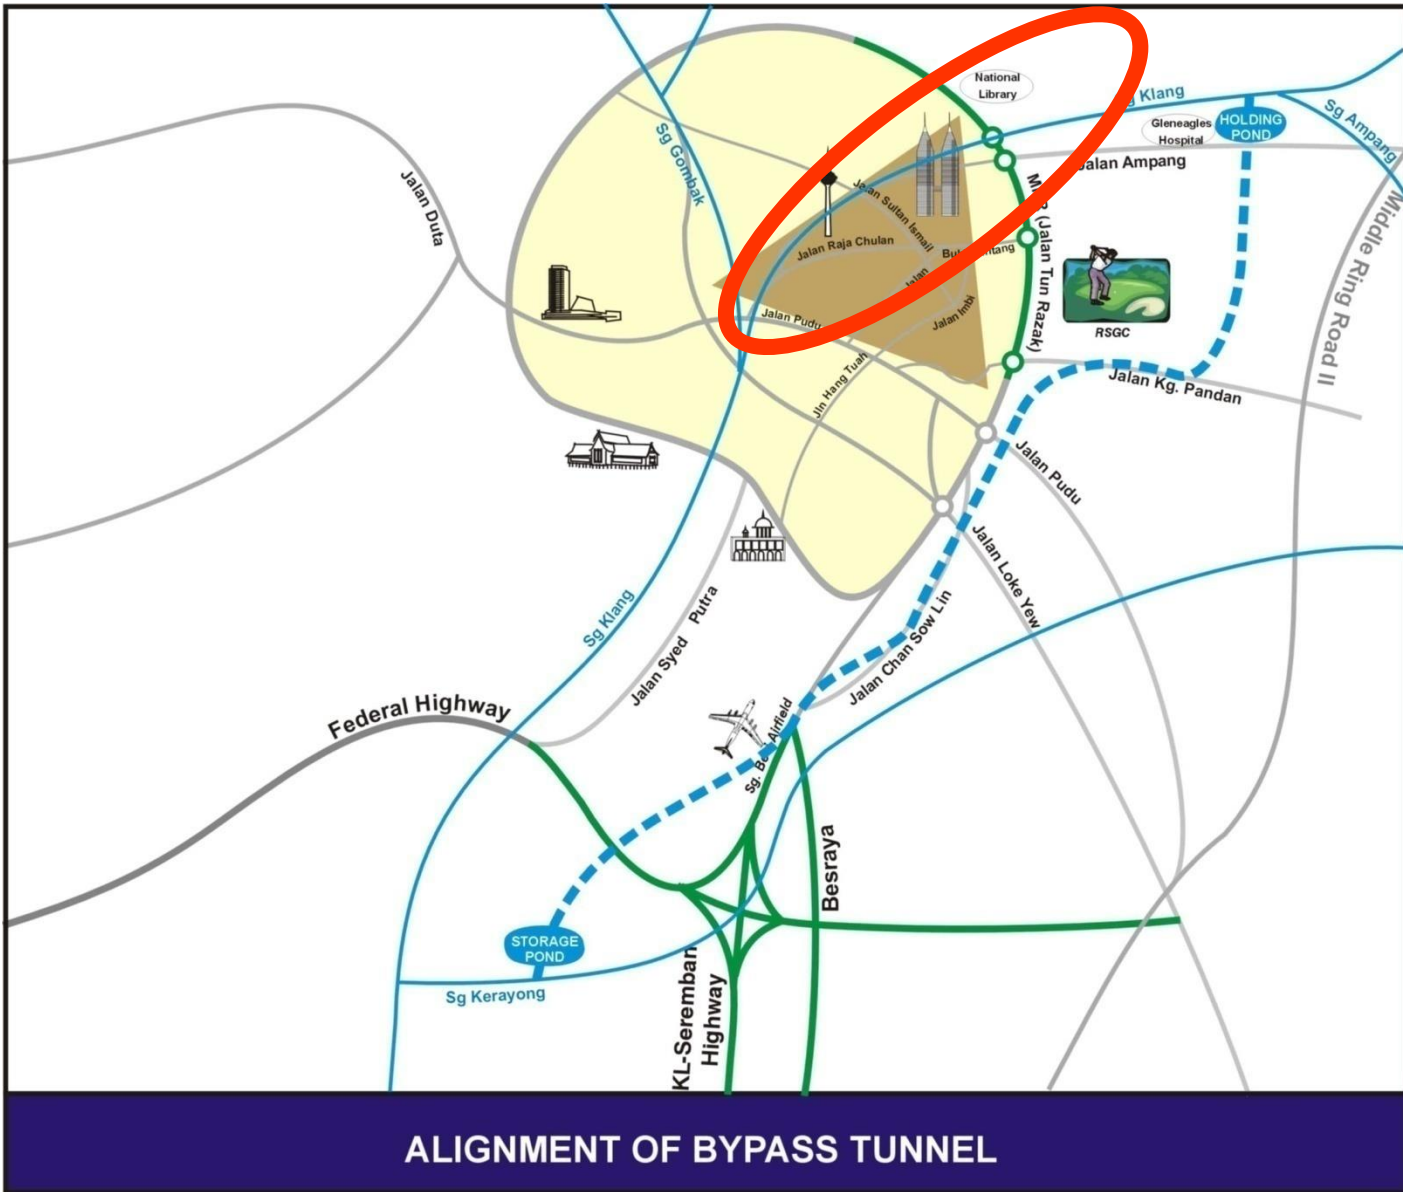 National
Library
Sg Klang
Gleneagles
Hospital
HOLDING
POND
Sg Ampang
Sg Gombak
Jalan Ampang
Jalan Duta
Jalan Sultan Ismail
Jalan Raja Chulan
(Jalan Tun Razak)
Middle Ring Road II
Jalan
Jalan Imbi
Jalan Pudu
RSGC
Jln Hang Tuah
Jalan Kg. Pandan
Jalan Pudu
Jalan Loke Yew
Sg Klang
Jalan Syed Putra
Jalan Chan Sow Lin
Federal Highway
Sg. Be Airfield
Besraya
STORAGE
POND
Sg Kerayong
KL-Seremban
Highway
ALIGNMENT OF BYPASS TUNNEL